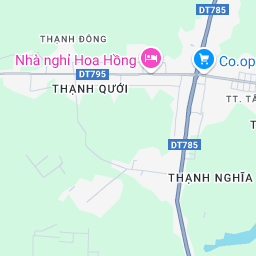 DT785
THẠNH ĐÔNG
Nhà nghỉ Hoa Hồng
Co.op
DT795
THẠNH QƯỚI
TT. TÂ
DT785
THẠNH NGHĨA